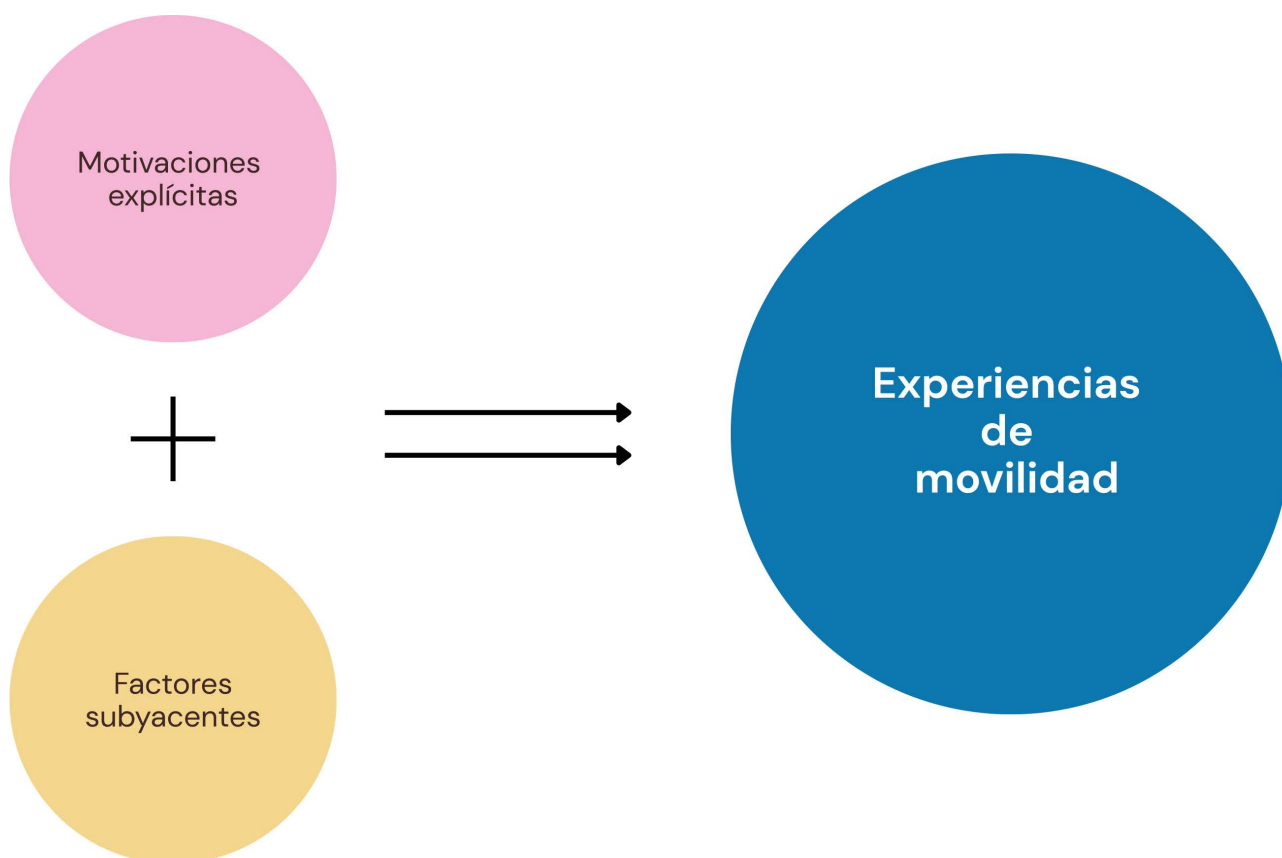 Motivaciones
explícitas
Factores
subyacentes
Experiencias
de
movilidad